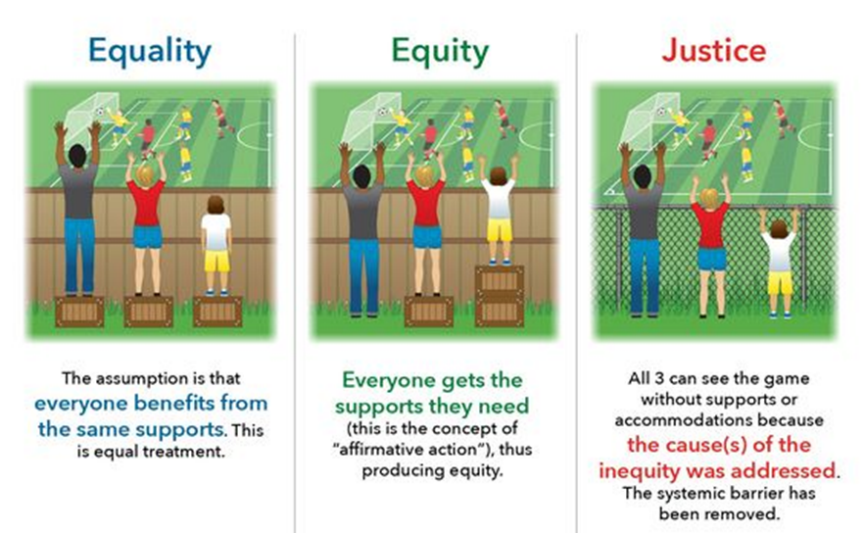 Equality
The assumption is that
everyone benefits from
the same supports. This
is equal treatment.
Equity
Everyone gets the
supports they need
(this is the concept of
“affirmative action”), thus
producing equity.
Justice
All 3 can see the game
without supports or
accommodations because
the cause(s) of the
inequity was addressed.
The systemic barrier has
been removed.